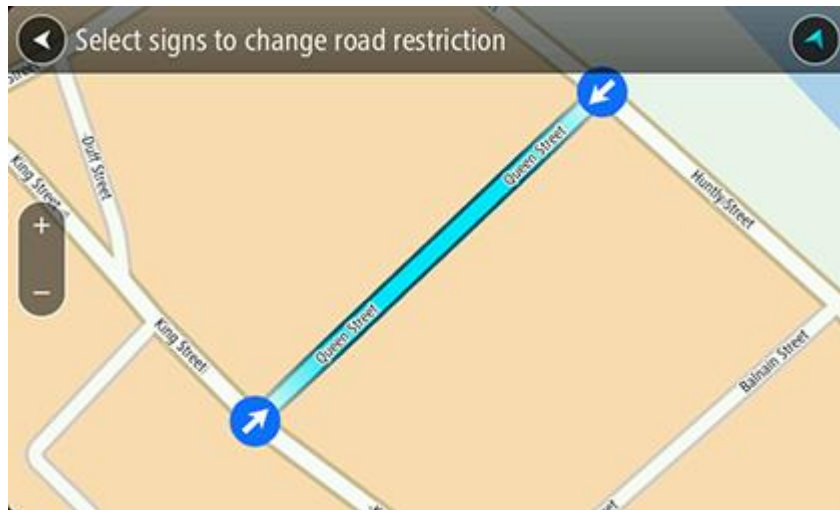 Select signs to change road restriction
Street
Duff Street
King Street
Queen Street
Huntly Street
+
−
Queen Street
King Street
Balnain Street